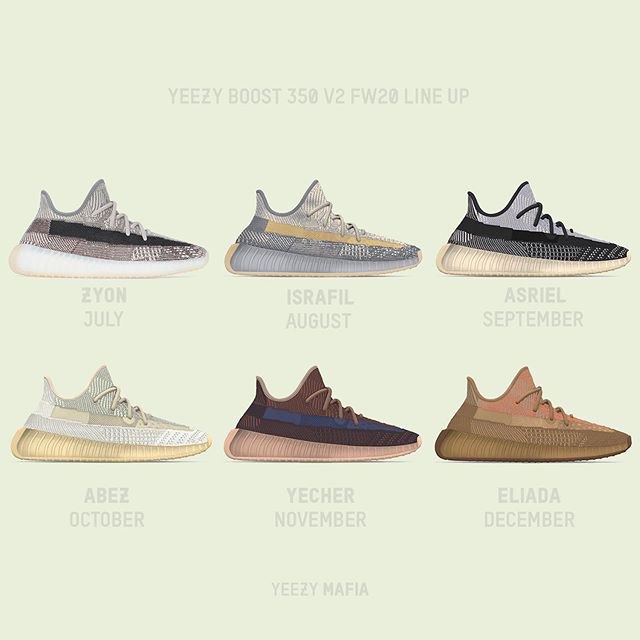 YEEZY BOOST 350 V2 FW20 LINE UP
ZYON
JULY
ISRAFIL
AUGUST
ASRIEL
SEPTEMBER
ABEZ
OCTOBER
YECHER
NOVEMBER
ELIADA
DECEMBER
YEEZY MAFIA